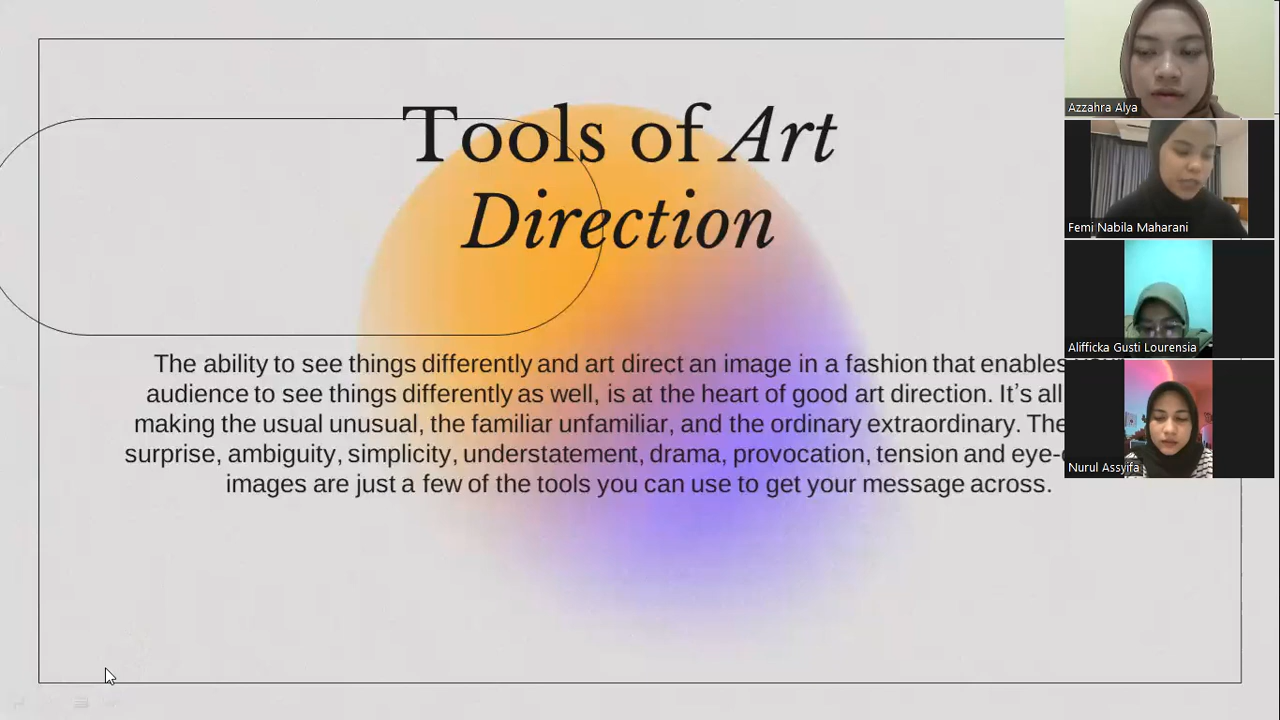 Tools of Art
Direction
The ability to see things differently and art direct an image in a fashion that enables
audience to see things differently as well, is at the heart of good art direction. It's all
making the usual unusual, the familiar unfamiliar, and the ordinary extraordinary. The
surprise, ambiguity, simplicity, understatement, drama, provocation, tension and
images are just a few of the tools you can use to get your message across.
Azzahra Alya
Femi Nabila Maharani
Alifficka Gusti Lourensia
Nurul Assyifa